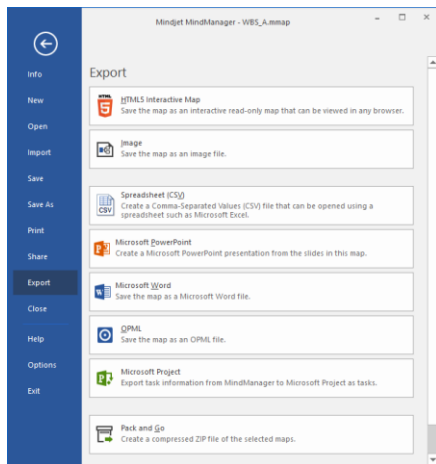 Mindjet MindManager - WBS_A.mmap
Info
New
Open
Import
Save
Save As
Print
Share
Export
Close
Help
Options
Exit
Export
HTML
5
HTML5 Interactive Map
Save the map as an interactive read-only map that can be viewed in any browser.
Image
Save the map as an image file.
CSV
Spreadsheet (CSV)
Create a Comma-Separated Values (CSV) file that can be opened using a
spreadsheet such as Microsoft Excel.
Microsoft PowerPoint
Create a Microsoft PowerPoint presentation from the slides in this map.
Microsoft Word
Save the map as a Microsoft Word file.
OPML
Save the map as an OPML file.
Microsoft Project
Export task information from MindManager to Microsoft Project as tasks.
Pack and Go
Create a compressed ZIP file of the selected maps.